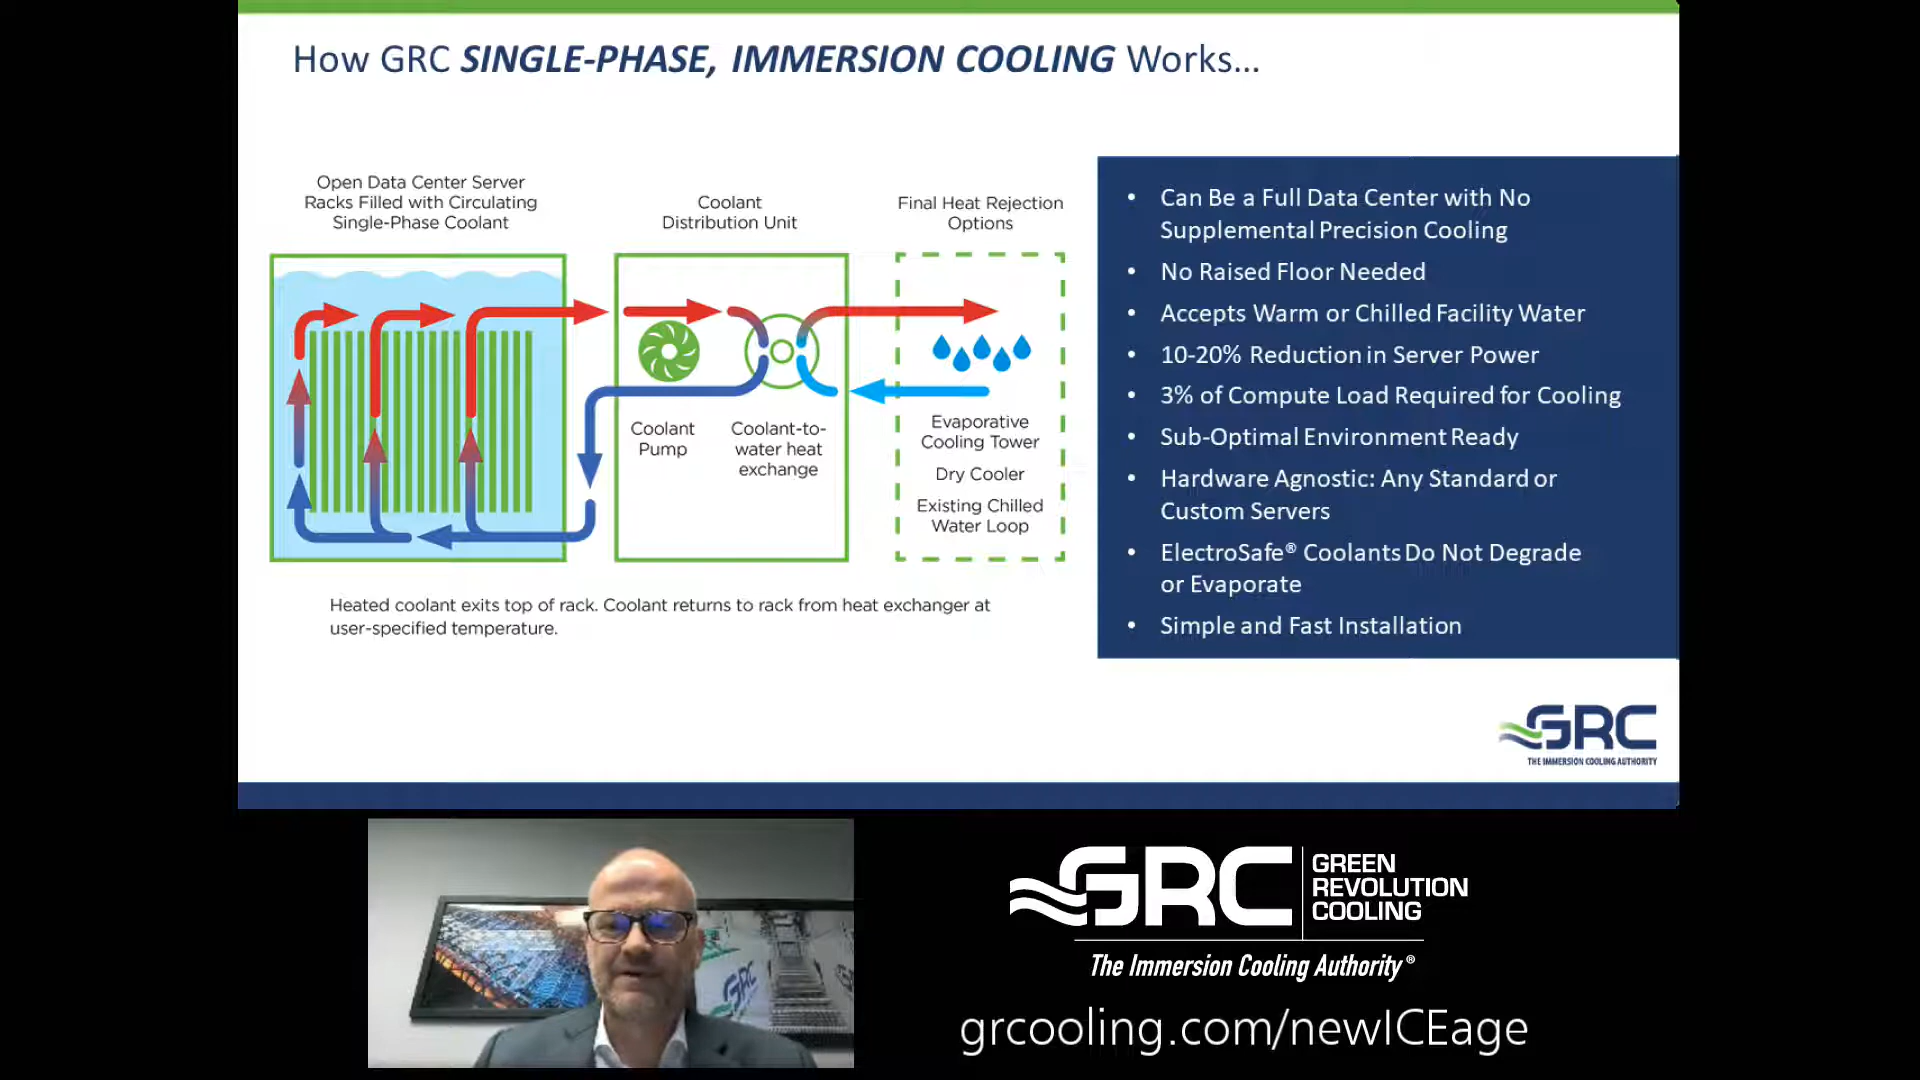 How GRC SINGLE-PHASE, IMMERSION COOLING Works...
Open Data Center Server
Racks Filled with Circulating
Single-Phase Coolant
Coolant
Distribution Unit
Final Heat Rejection
Options
Coolant
Pump
Coolant-to-
water heat
exchange
Evaporative
Cooling Tower
Dry Cooler
Existing Chilled
Water Loop
Heated coolant exits top of rack. Coolant returns to rack from heat exchanger at
user-specified temperature.
• Can Be a Full Data Center with No
Supplemental Precision Cooling
• No Raised Floor Needed
• Accepts Warm or Chilled Facility Water
• 10-20% Reduction in Server Power
• 3% of Compute Load Required for Cooling
• Sub-Optimal Environment Ready
• Hardware Agnostic: Any Standard or
Custom Servers
• ElectroSafe® Coolants Do Not Degrade
or Evaporate
• Simple and Fast Installation
GRC
THE IMMERSION COOLING AUTHORITY
GRC
GRC
GREEN
REVOLUTION
COOLING
The Immersion Cooling Authority®
grcooling.com/newICEage